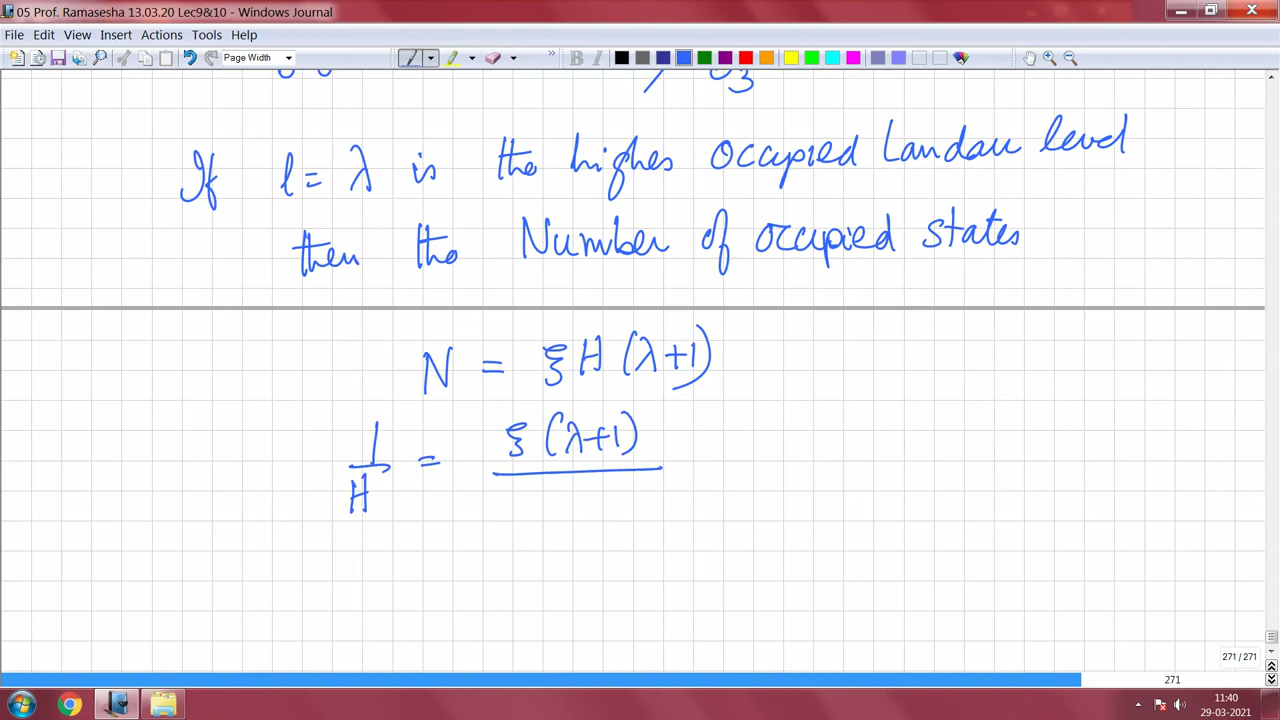 05 Prof. Ramasesha 13.03.20 Lec9&10 - Windows Journal
File Edit View Insert Actions Tools Help
Page Width
B I
If l = λ is the highes occupied Landau level
then the Number of occupied states
N = ξ H (λ+1)
1/H = ξ (λ+1)
271 / 271
271
11:40
29-03-2021